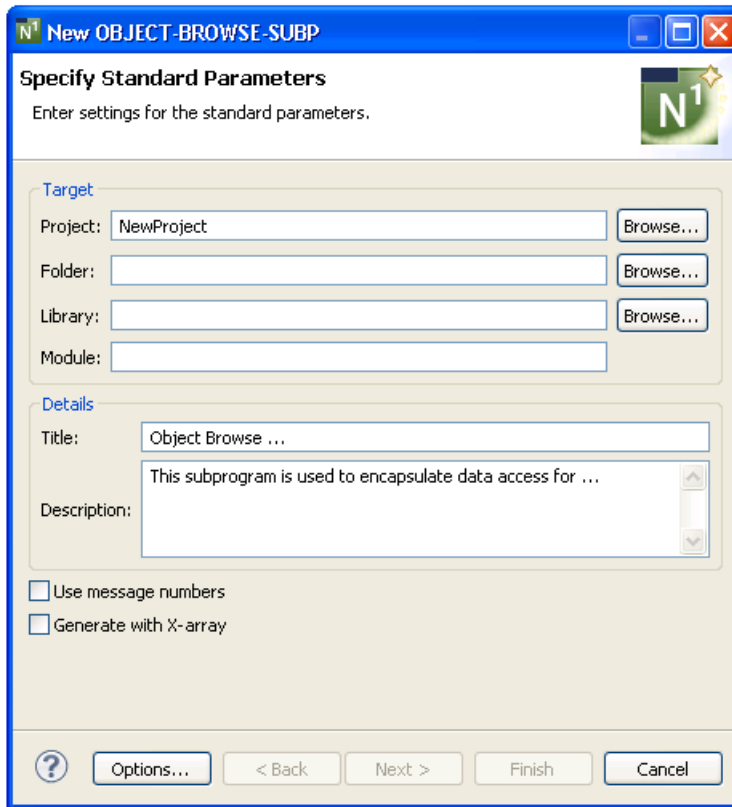 N1 New OBJECT-BROWSE-SUBP
Specify Standard Parameters
Enter settings for the standard parameters.
N1
Target
Project: NewProject Browse...
Folder: Browse...
Library: Browse...
Module:
Details
Title: Object Browse ...
Description: This subprogram is used to encapsulate data access for ...
Use message numbers
Generate with X-array
? Options... < Back Next > Finish Cancel